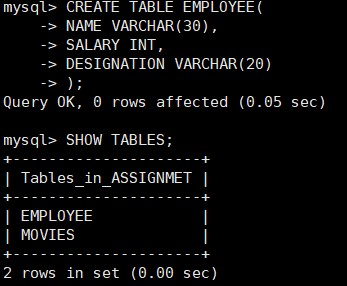 mysql> CREATE TABLE EMPLOYEE(
    -> NAME VARCHAR(30),
    -> SALARY INT,
    -> DESIGNATION VARCHAR(20)
    -> );
Query OK, 0 rows affected (0.05 sec)

mysql> SHOW TABLES;
+---------------------+
| Tables_in_ASSIGNMET |
+---------------------+
| EMPLOYEE            |
| MOVIES              |
+---------------------+
2 rows in set (0.00 sec)